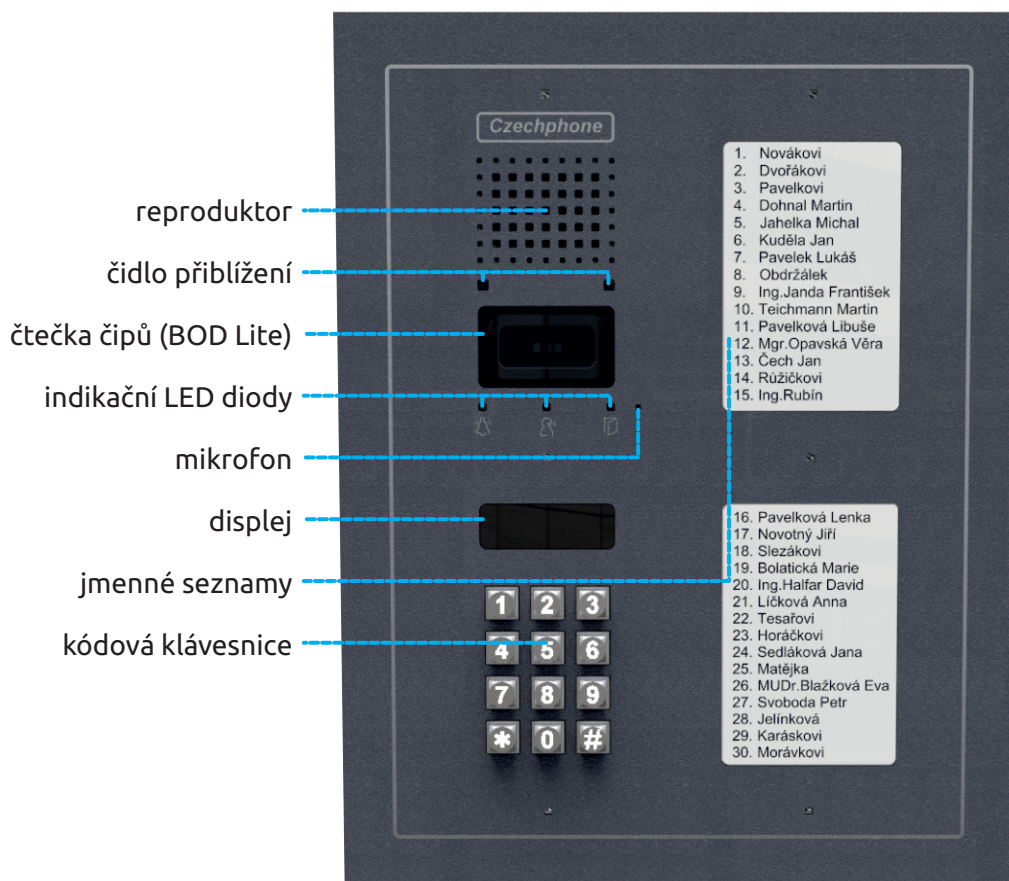 Czechphone
reproduktor
čidlo přiblížení
čtečka čipů (BOD Lite)
indikační LED diody
mikrofon
displej
jmenné seznamy
kódová klávesnice
1 2 3
4 5 6
7 8 9
* 0 #
1. Novákovi
2. Dvořákovi
3. Pavelkovi
4. Dohnal Martin
5. Jahelka Michal
6. Kuděla Jan
7. Pavelek Lukáš
8. Obdržálek
9. Ing.Janda František
10. Teichmann Martin
11. Pavelková Libuše
12. Mgr.Opavská Věra
13. Čech Jan
14. Růžičkovi
15. Ing.Rubín
16. Pavelková Lenka
17. Novotný Jiří
18. Slezákovi
19. Bolatická Marie
20. Ing.Halfar David
21. Líčková Anna
22. Tesařovi
23. Horáčkovi
24. Sedláková Jana
25. Matějka
26. MUDr.Blažková Eva
27. Svoboda Petr
28. Jelínková
29. Karáskovi
30. Morávkovi